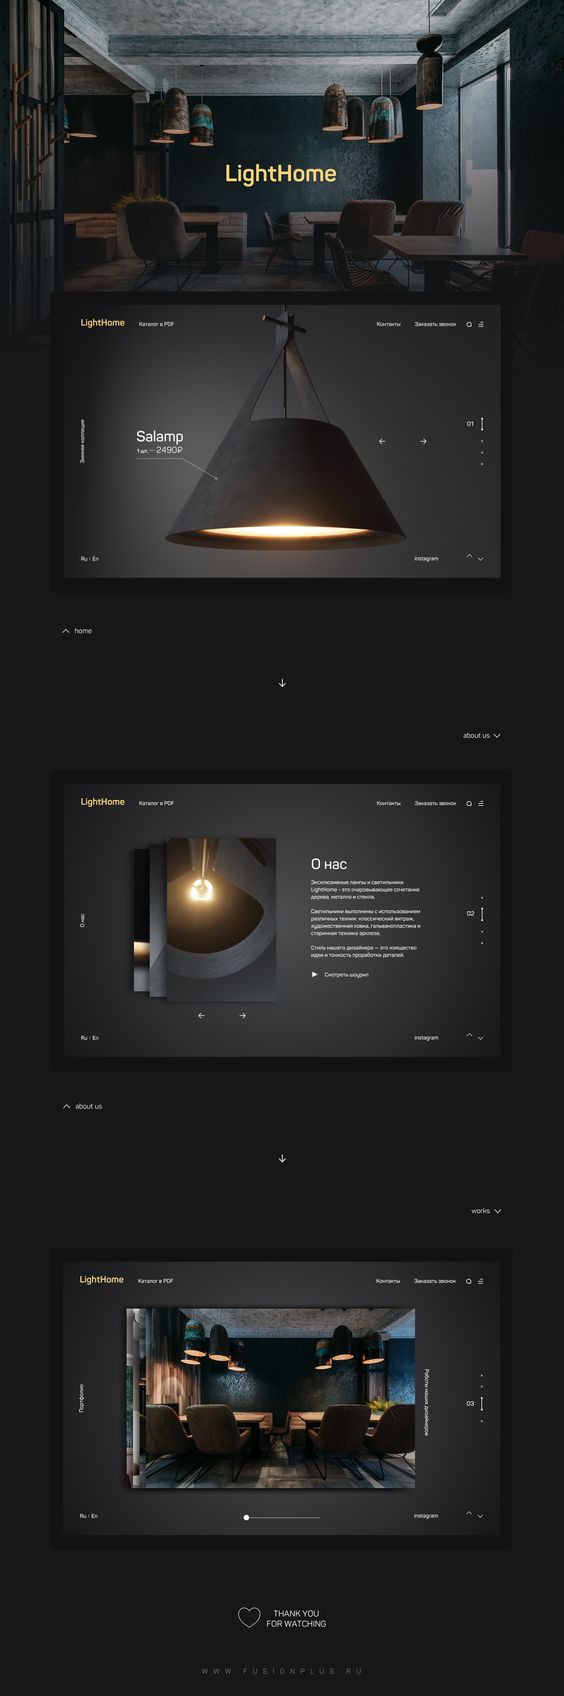 LightHome
LightHome
Каталог в PDF
Контакты
Заказать звонок
Зимняя коллекция
Salamp
1 шт. — 2490₽
01
Ru | En
instagram
home
about us
LightHome
Каталог в PDF
Контакты
Заказать звонок
О нас
О нас
Эксклюзивные лампы и светильники
LightHome - это очаровывающее сочетание
дерева, металла и стекла.
Светильники выполнены с использованием
различных техник: классический витраж,
художественная ковка, гальванопластика и
старинная техника эрклеза.
Стиль нашего дизайнера — это изящество
идеи и тонкость проработки деталей.
Смотреть шоурил
02
Ru | En
instagram
about us
works
LightHome
Каталог в PDF
Контакты
Заказать звонок
Портфолио
Работы наших дизайнеров
03
Ru | En
instagram
THANK YOU
FOR WATCHING
WWW.FUSIONPLUS.RU